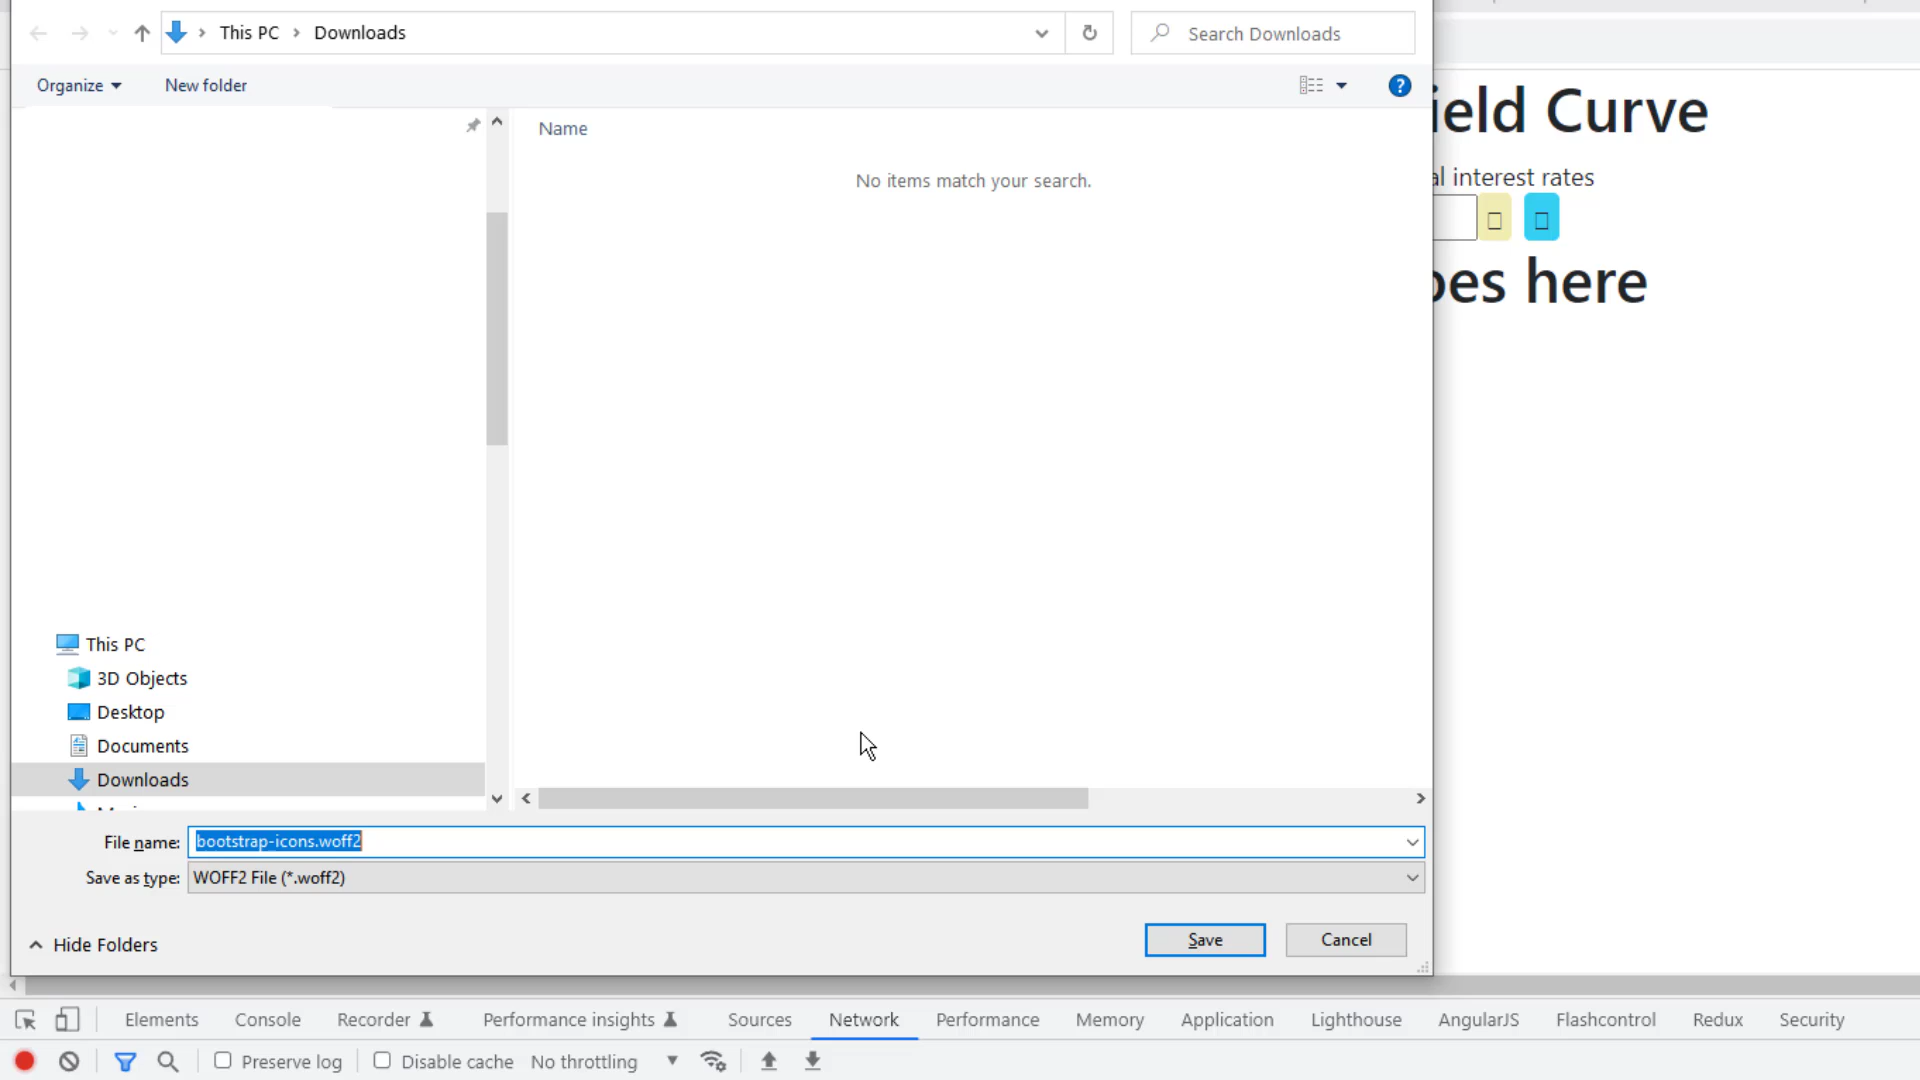 This PC
Downloads
Search Downloads
Organize
New folder
?
ield Curve
Name
No items match your search.
al interest rates
oes here
This PC
3D Objects
Desktop
Documents
Downloads
File name: bootstrap-icons.woff2
Save as type: WOFF2 File (*.woff2)
Hide Folders
Save
Cancel
Elements
Console
Recorder
Performance insights
Sources
Network
Performance
Memory
Application
Lighthouse
AngularJS
Flashcontrol
Redux
Security
Preserve log
Disable cache
No throttling